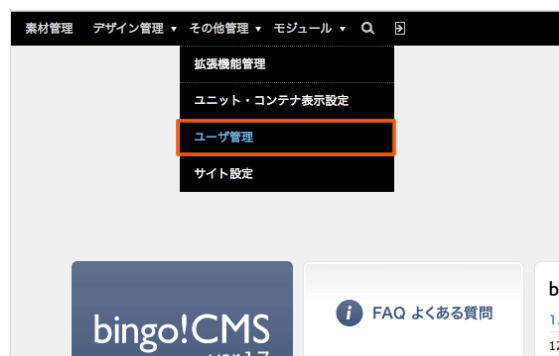 素材管理 デザイン管理 ▼ その他管理 ▼ モジュール ▼
拡張機能管理
ユニット・コンテナ表示設定
ユーザ管理
サイト設定
bingo!CMS
FAQ よくある質問
b